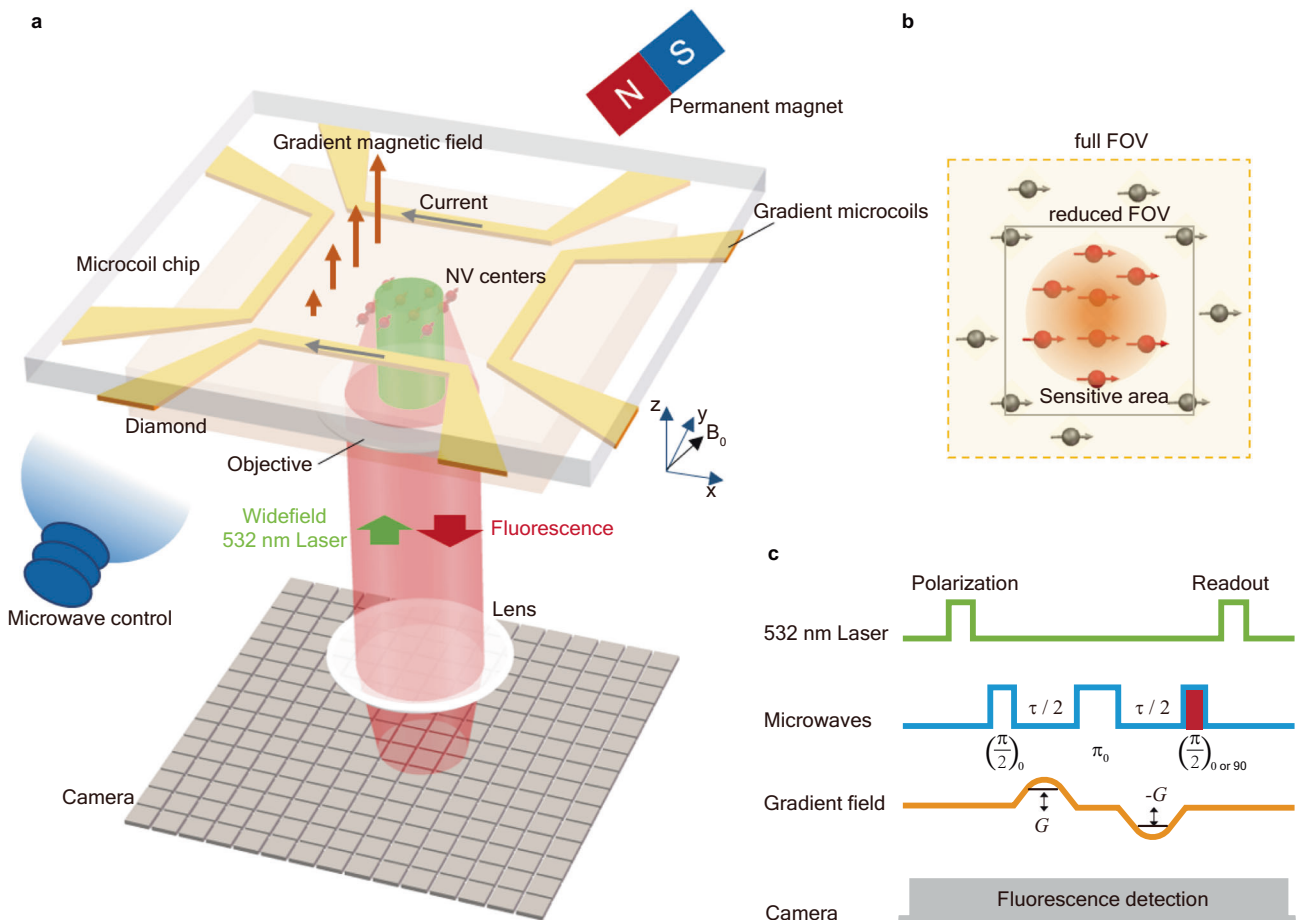 a
N S
Permanent magnet
Gradient magnetic field
Current
Gradient microcoils
Microcoil chip
NV centers
Diamond
Objective
z
y
B0
x
Widefield
532 nm Laser
Fluorescence
Microwave control
Lens
Camera
b
full FOV
reduced FOV
Sensitive area
c
Polarization
Readout
532 nm Laser
Microwaves
τ / 2
τ / 2
(π/2)0
π0
(π/2)0 or 90
Gradient field
G
-G
Camera
Fluorescence detection